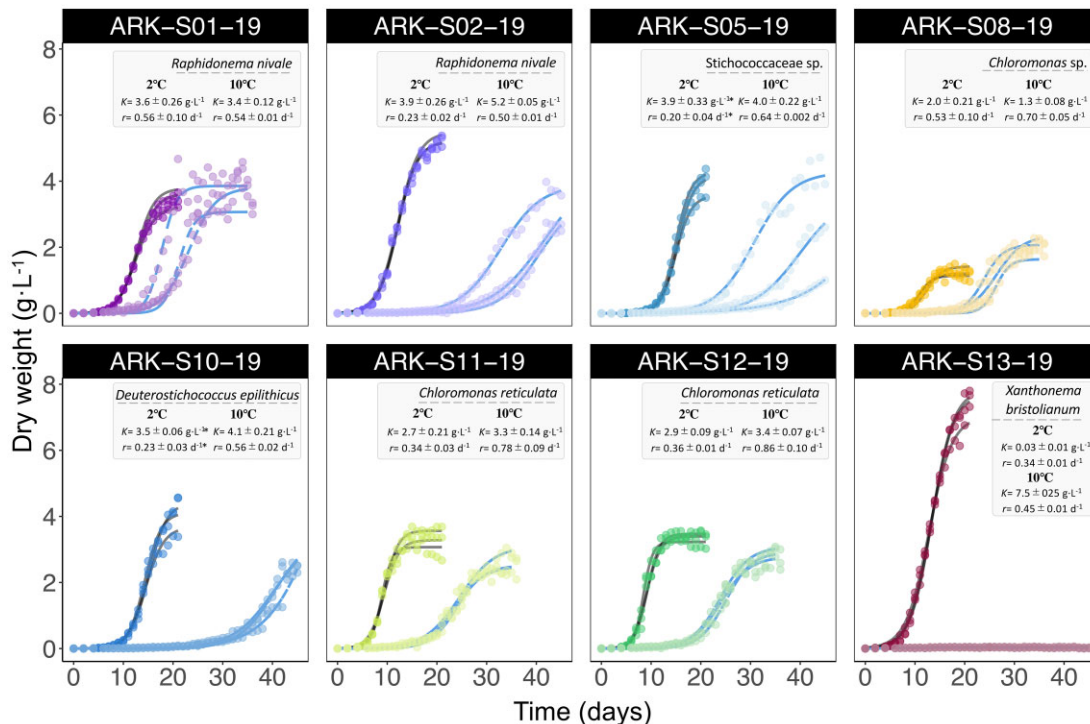 ARK–S01–19
ARK–S02–19
ARK–S05–19
ARK–S08–19
Raphidonema nivale
2°C 10°C
K= 3.6 ± 0.26 g·L⁻¹ K= 3.4 ± 0.12 g·L⁻¹
r= 0.56 ± 0.10 d⁻¹ r= 0.54 ± 0.01 d⁻¹
Raphidonema nivale
2°C 10°C
K= 3.9 ± 0.26 g·L⁻¹ K= 5.2 ± 0.05 g·L⁻¹
r= 0.23 ± 0.02 d⁻¹ r= 0.50 ± 0.01 d⁻¹
Stichococcaceae sp.
2°C 10°C
K= 3.9 ± 0.33 g·L⁻¹* K= 4.0 ± 0.22 g·L⁻¹
r= 0.20 ± 0.04 d⁻¹* r= 0.64 ± 0.002 d⁻¹
Chloromonas sp.
2°C 10°C
K= 2.0 ± 0.21 g·L⁻¹ K= 1.3 ± 0.08 g·L⁻¹
r= 0.53 ± 0.10 d⁻¹ r= 0.70 ± 0.05 d⁻¹
8
6
4
2
0
ARK–S10–19
ARK–S11–19
ARK–S12–19
ARK–S13–19
Deuterostichococcus epilithicus
2°C 10°C
K= 3.5 ± 0.06 g·L⁻¹* K= 4.1 ± 0.21 g·L⁻¹
r= 0.23 ± 0.03 d⁻¹* r= 0.56 ± 0.02 d⁻¹
Chloromonas reticulata
2°C 10°C
K= 2.7 ± 0.21 g·L⁻¹ K= 3.3 ± 0.14 g·L⁻¹
r= 0.34 ± 0.03 d⁻¹ r= 0.78 ± 0.09 d⁻¹
Chloromonas reticulata
2°C 10°C
K= 2.9 ± 0.09 g·L⁻¹ K= 3.4 ± 0.07 g·L⁻¹
r= 0.36 ± 0.01 d⁻¹ r= 0.86 ± 0.10 d⁻¹
Xanthonema
bristolianum
2°C
K= 0.03 ± 0.01 g·L⁻¹
r= 0.34 ± 0.01 d⁻¹
10°C
K= 7.5 ± 025 g·L⁻¹
r= 0.45 ± 0.01 d⁻¹
8
6
4
2
0
0 10 20 30 40
0 10 20 30 40
0 10 20 30 40
0 10 20 30 40
Dry weight (g·L⁻¹)
Time (days)